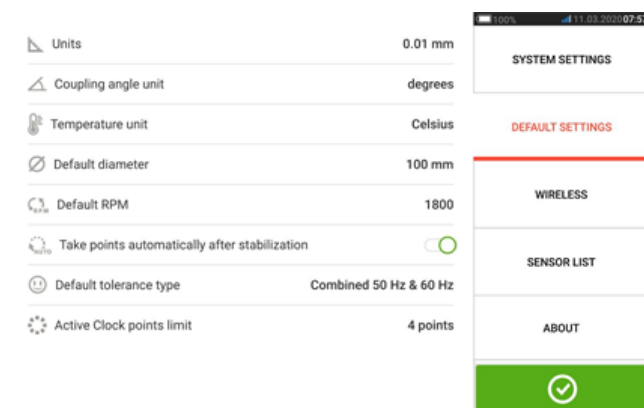 100% 11.03.2020 07:57
Units 0.01 mm
Coupling angle unit degrees
Temperature unit Celsius
Default diameter 100 mm
Default RPM 1800
Take points automatically after stabilization
Default tolerance type Combined 50 Hz & 60 Hz
Active Clock points limit 4 points
SYSTEM SETTINGS
DEFAULT SETTINGS
WIRELESS
SENSOR LIST
ABOUT